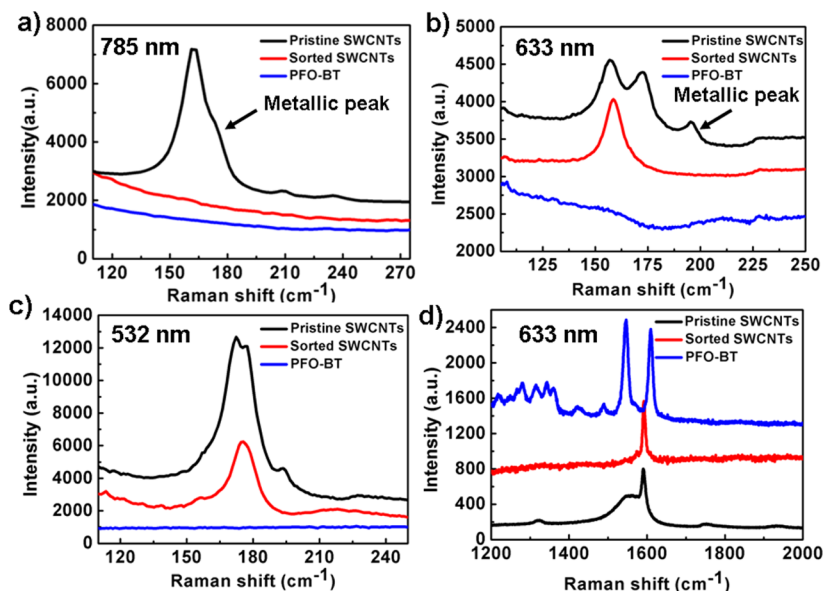 a)
785 nm
Pristine SWCNTs
Sorted SWCNTs
PFO-BT
Metallic peak
Intensity(a.u.)
8000
6000
4000
2000
0
120 150 180 210 240 270
Raman shift (cm-1)
b)
633 nm
Pristine SWCNTs
Sorted SWCNTs
PFO-BT
Metallic peak
Intensity (a.u.)
5000
4500
4000
3500
3000
2500
2000
125 150 175 200 225 250
Raman shift (cm-1)
c)
532 nm
Pristine SWCNTs
Sorted SWCNTs
PFO-BT
Intensity (a.u.)
14000
12000
10000
8000
6000
4000
2000
0
120 150 180 210 240
Raman shift (cm-1)
d)
633 nm
Pristine SWCNTs
Sorted SWCNTs
PFO-BT
Intensity (a.u.)
2400
2000
1600
1200
800
400
0
1200 1400 1600 1800 2000
Raman shift (cm-1)